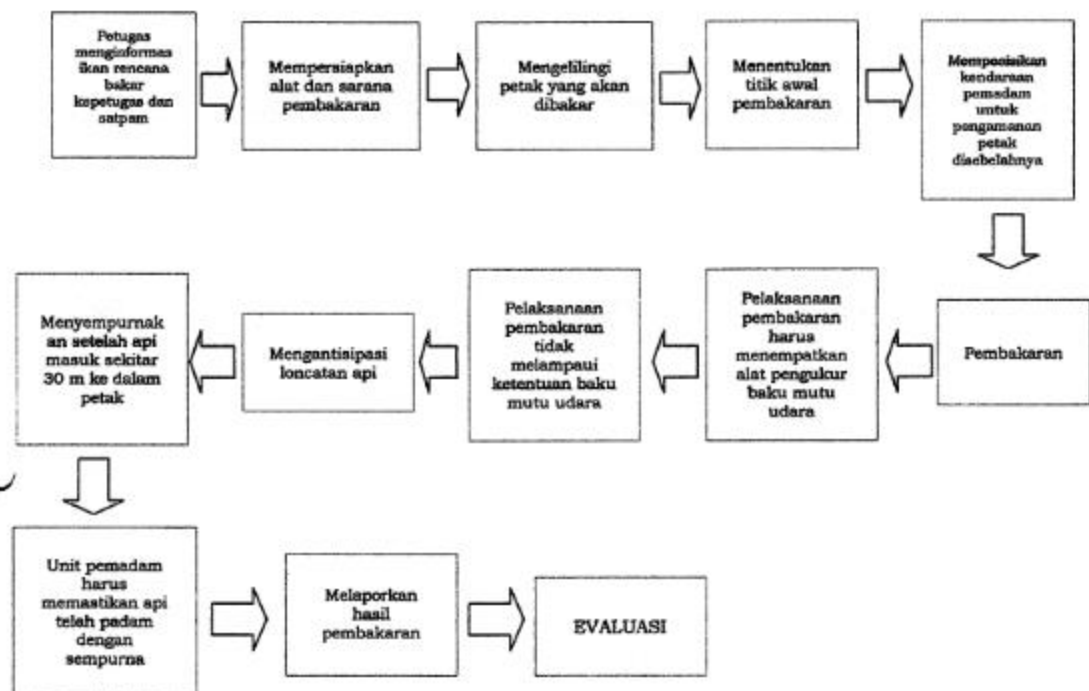 Petugas
menginformas
ikan rencana
bakar
kepetugas dan
satpam
Mempersiapkan
alat dan sarana
pembakaran
Mengelilingi
petak yang akan
dibakar
Menentukan
titik awal
pembakaran
Memposisikan
kendaraan
pemadam
untuk
pengamanan
petak
disebelahnya
Pembakaran
Pelaksanaan
pembakaran
harus
menempatkan
alat pengukur
baku mutu
udara
Pelaksanaan
pembakaran
tidak
melampaui
ketentuan baku
mutu udara
Mengantisipasi
loncatan api
Menyempurnak
an setelah api
masuk sekitar
30 m ke dalam
petak
Unit pemadam
harus
memastikan api
telah padam
dengan
sempurna
Melaporkan
hasil
pembakaran
EVALUASI